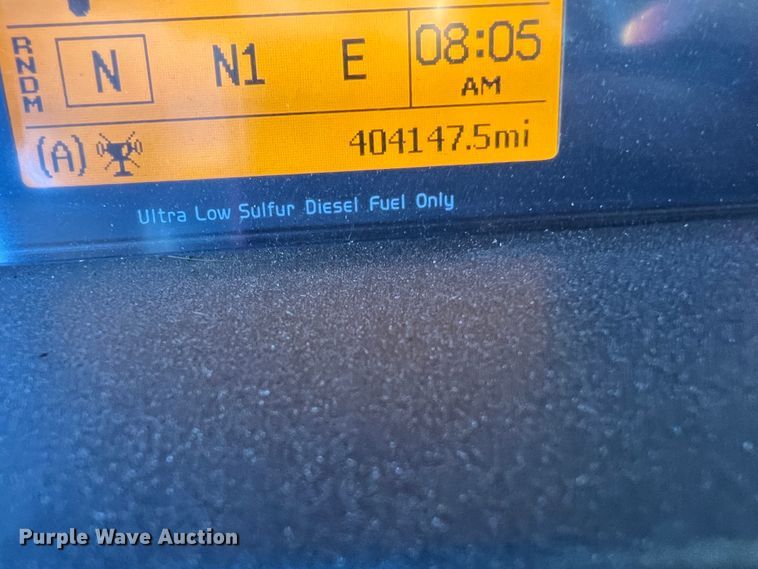 RNDM N N1 E 08:05
AM
(A) 404147.5mi
Ultra Low Sulfur Diesel Fuel Only
Purple Wave Auction